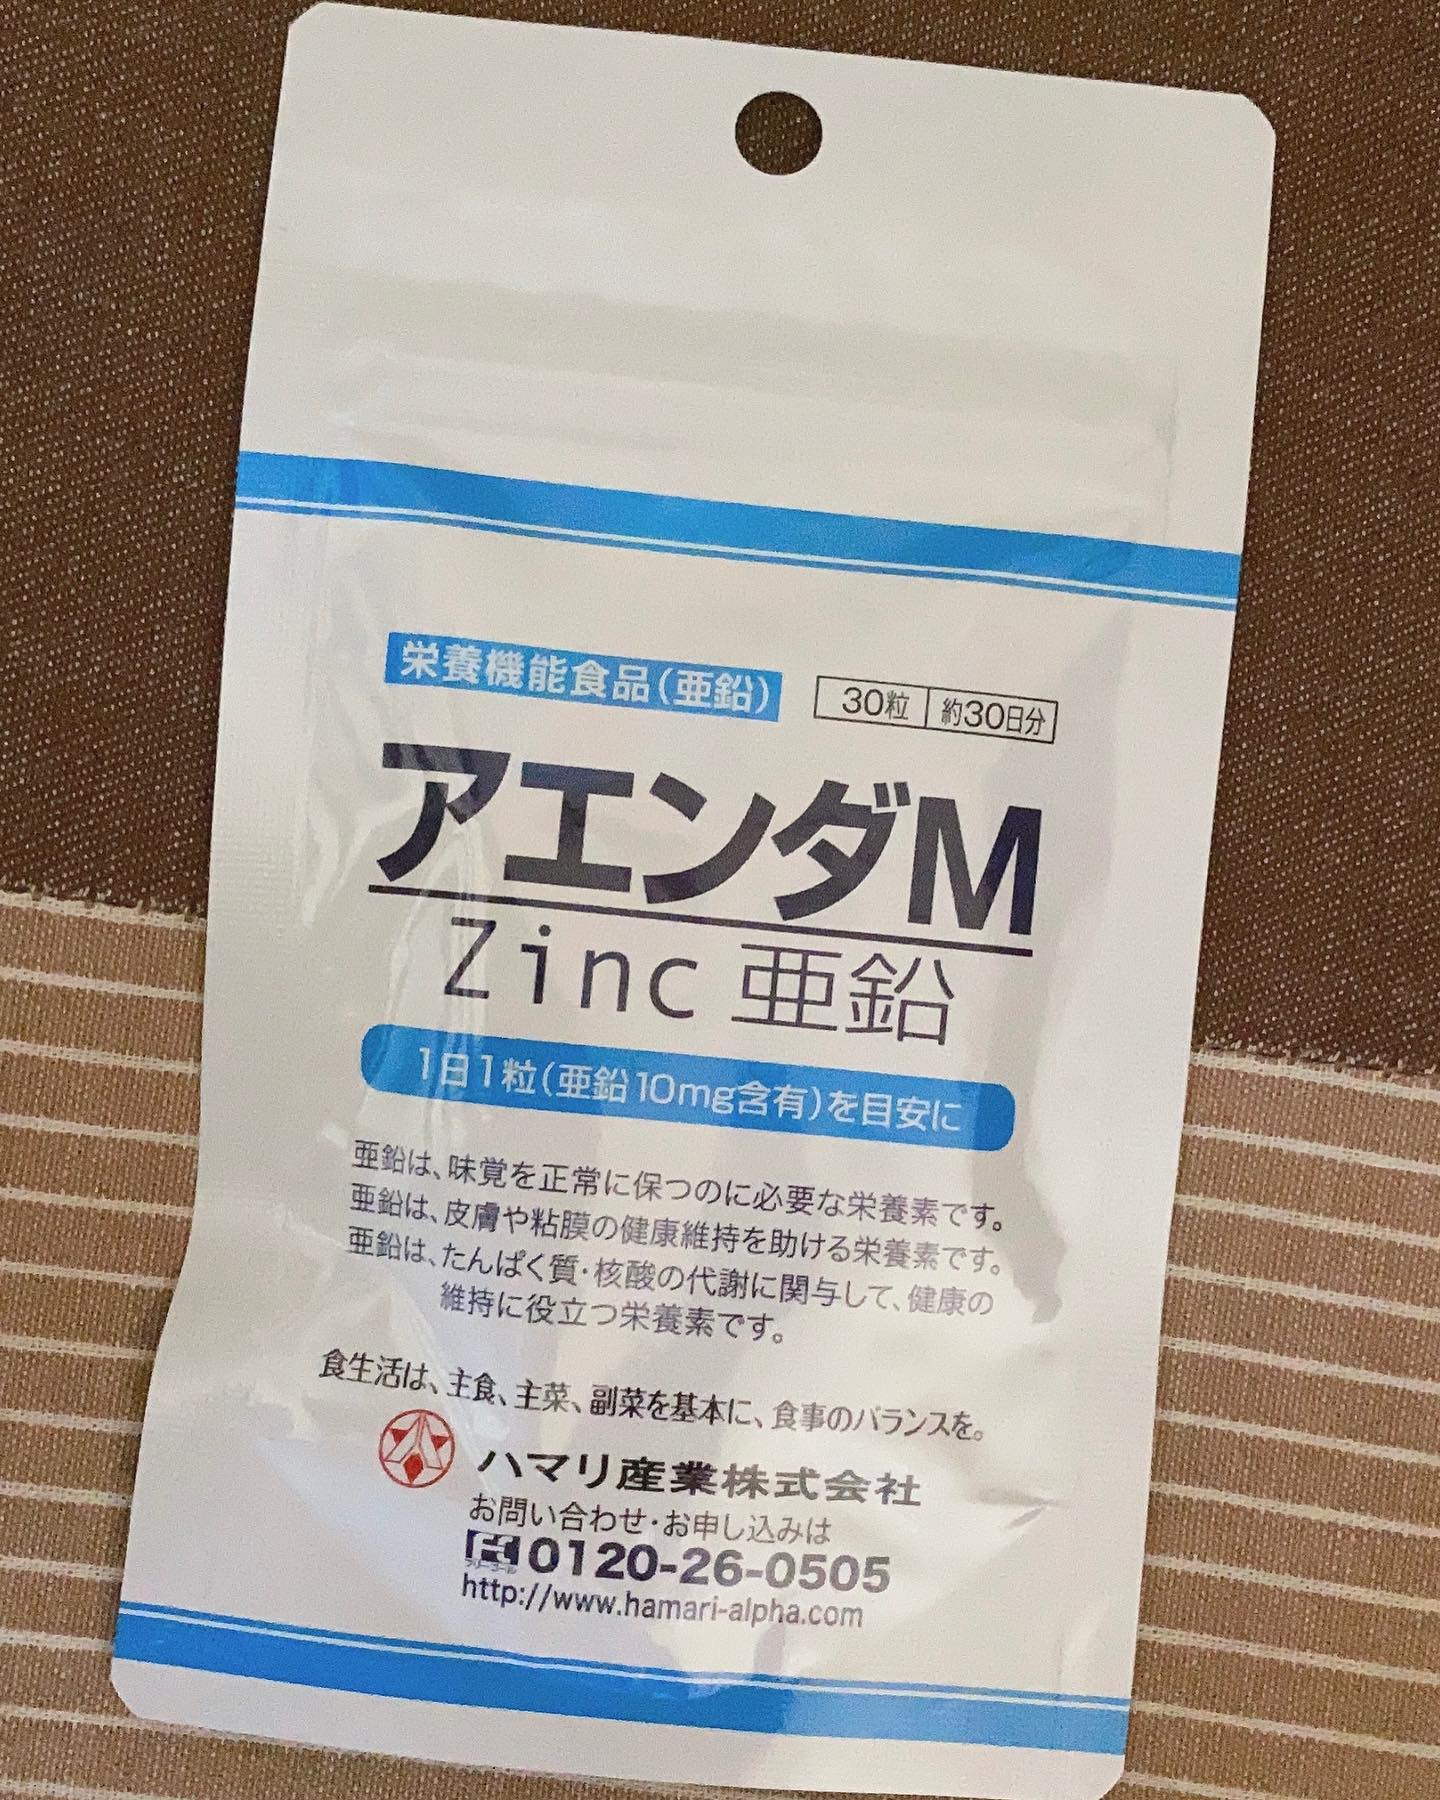 栄養機能食品(亜鉛)
30粒 約30日分
アエンダM
Zinc 亜鉛
1日1粒(亜鉛10mg含有)を目安に
亜鉛は、味覚を正常に保つのに必要な栄養素です。
亜鉛は、皮膚や粘膜の健康維持を助ける栄養素です。
亜鉛は、たんぱく質・核酸の代謝に関与して、健康の
維持に役立つ栄養素です。
食生活は、主食、主菜、副菜を基本に、食事のバランスを。
ハマリ産業株式会社
お問い合わせ・お申し込みは
フリーコール 0120-26-0505
http://www.hamari-alpha.com